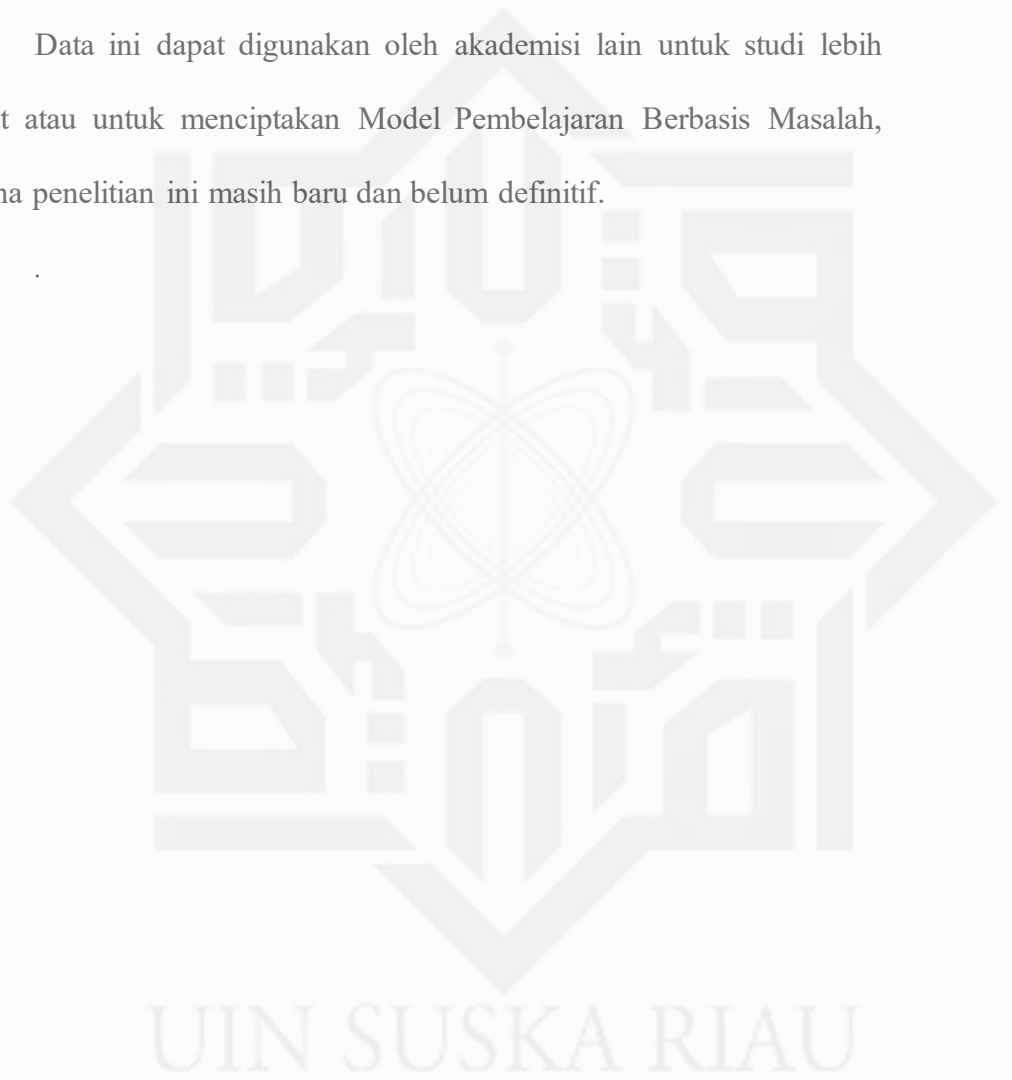 Data ini dapat digunakan oleh akademisi lain untuk studi lebih
t atau untuk menciptakan Model Pembelajaran Berbasis Masalah,
na penelitian ini masih baru dan belum definitif.
.
UIN SUSKA RIAU